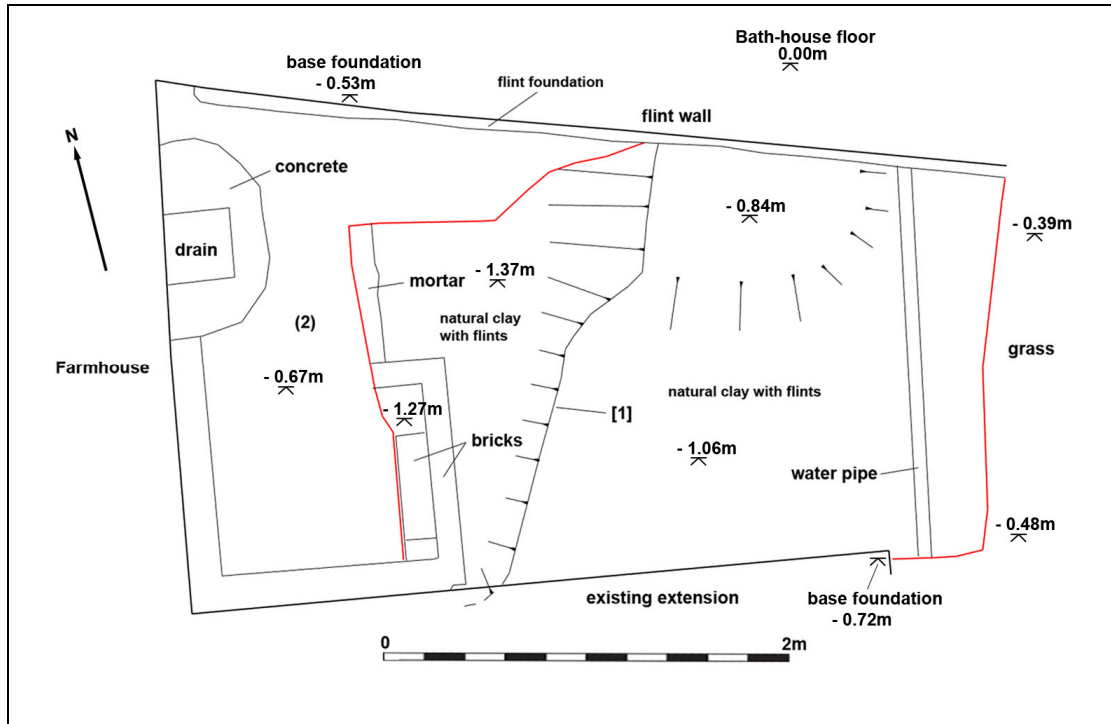 Bath-house floor
0.00m
base foundation
- 0.53m
flint foundation
flint wall
N
concrete
- 0.84m
- 0.39m
drain
mortar
- 1.37m
(2)
natural clay
with flints
grass
Farmhouse
- 0.67m
natural clay with flints
- 1.27m
[1]
bricks
- 1.06m
water pipe
- 0.48m
existing extension
base foundation
- 0.72m
0
2m